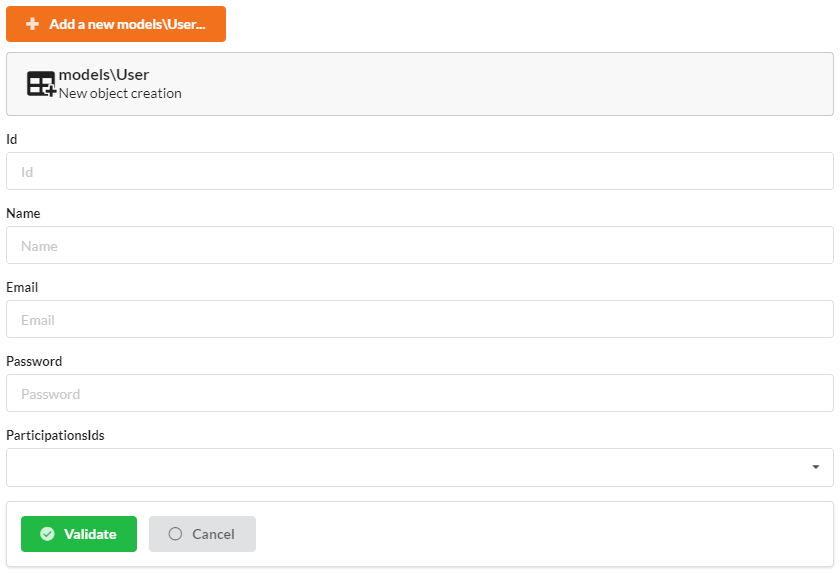 Add a new models\User...
models\User
New object creation
Id
Id
Name
Name
Email
Email
Password
Password
ParticipationsIds
Validate Cancel